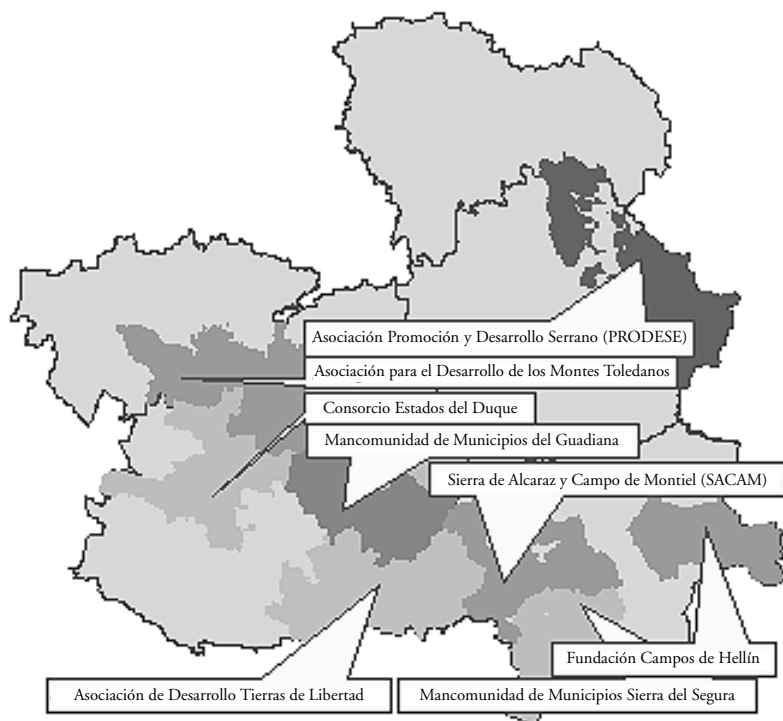 Asociación Promoción y Desarrollo Serrano (PRODESE)
Asociación para el Desarrollo de los Montes Toledanos
Consorcio Estados del Duque
Mancomunidad de Municipios del Guadiana
Sierra de Alcaraz y Campo de Montiel (SACAM)
Fundación Campos de Hellín
Asociación de Desarrollo Tierras de Libertad
Mancomunidad de Municipios Sierra del Segura